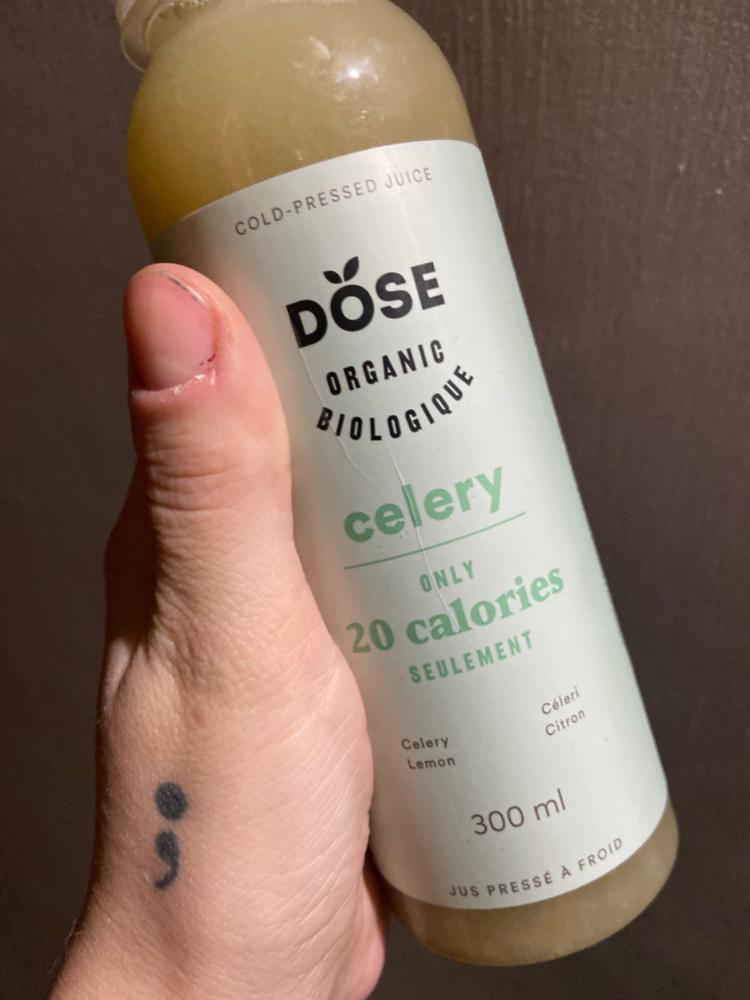 COLD-PRESSED JUICE
DOSE
ORGANIC
BIOLOGIQUE
celery
ONLY
20 calories
SEULEMENT
Celery
Lemon
Céleri
Citron
300 ml
JUS PRESSÉ À FROID
;